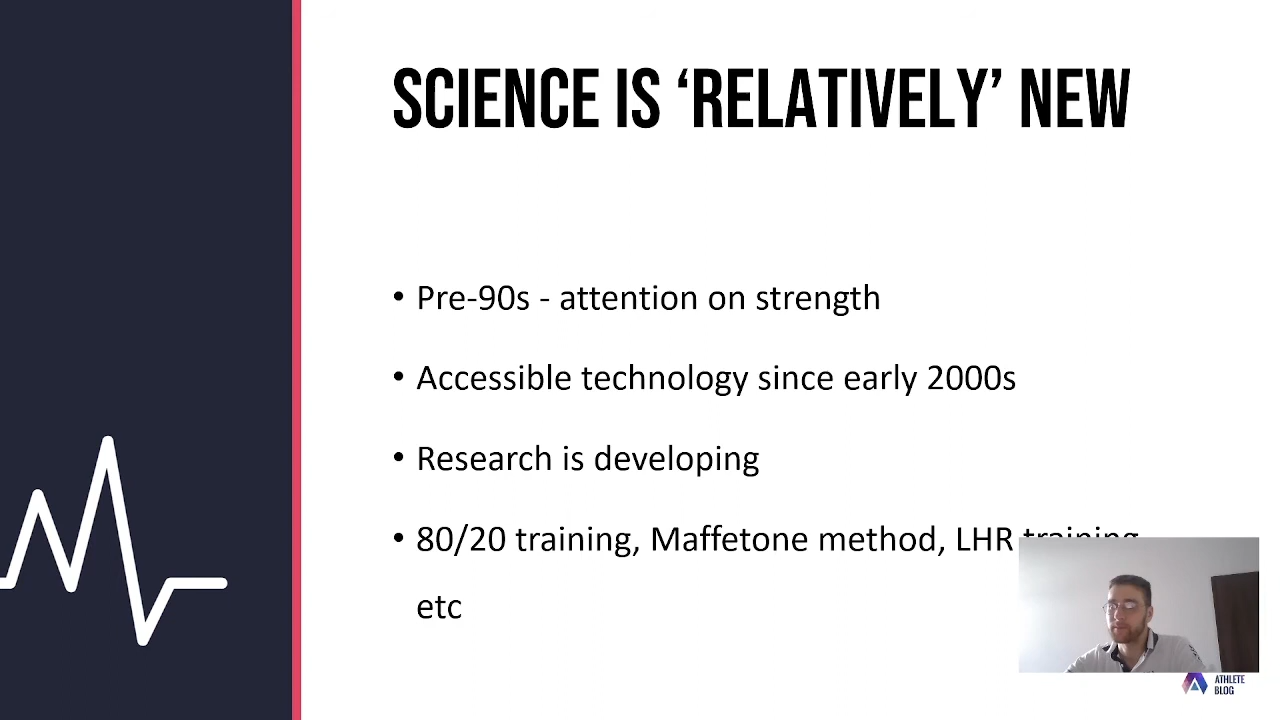 SCIENCE IS ‘RELATIVELY’ NEW
• Pre-90s - attention on strength
• Accessible technology since early 2000s
• Research is developing
• 80/20 training, Maffetone method, LHR training
etc
ATHLETE
BLOG